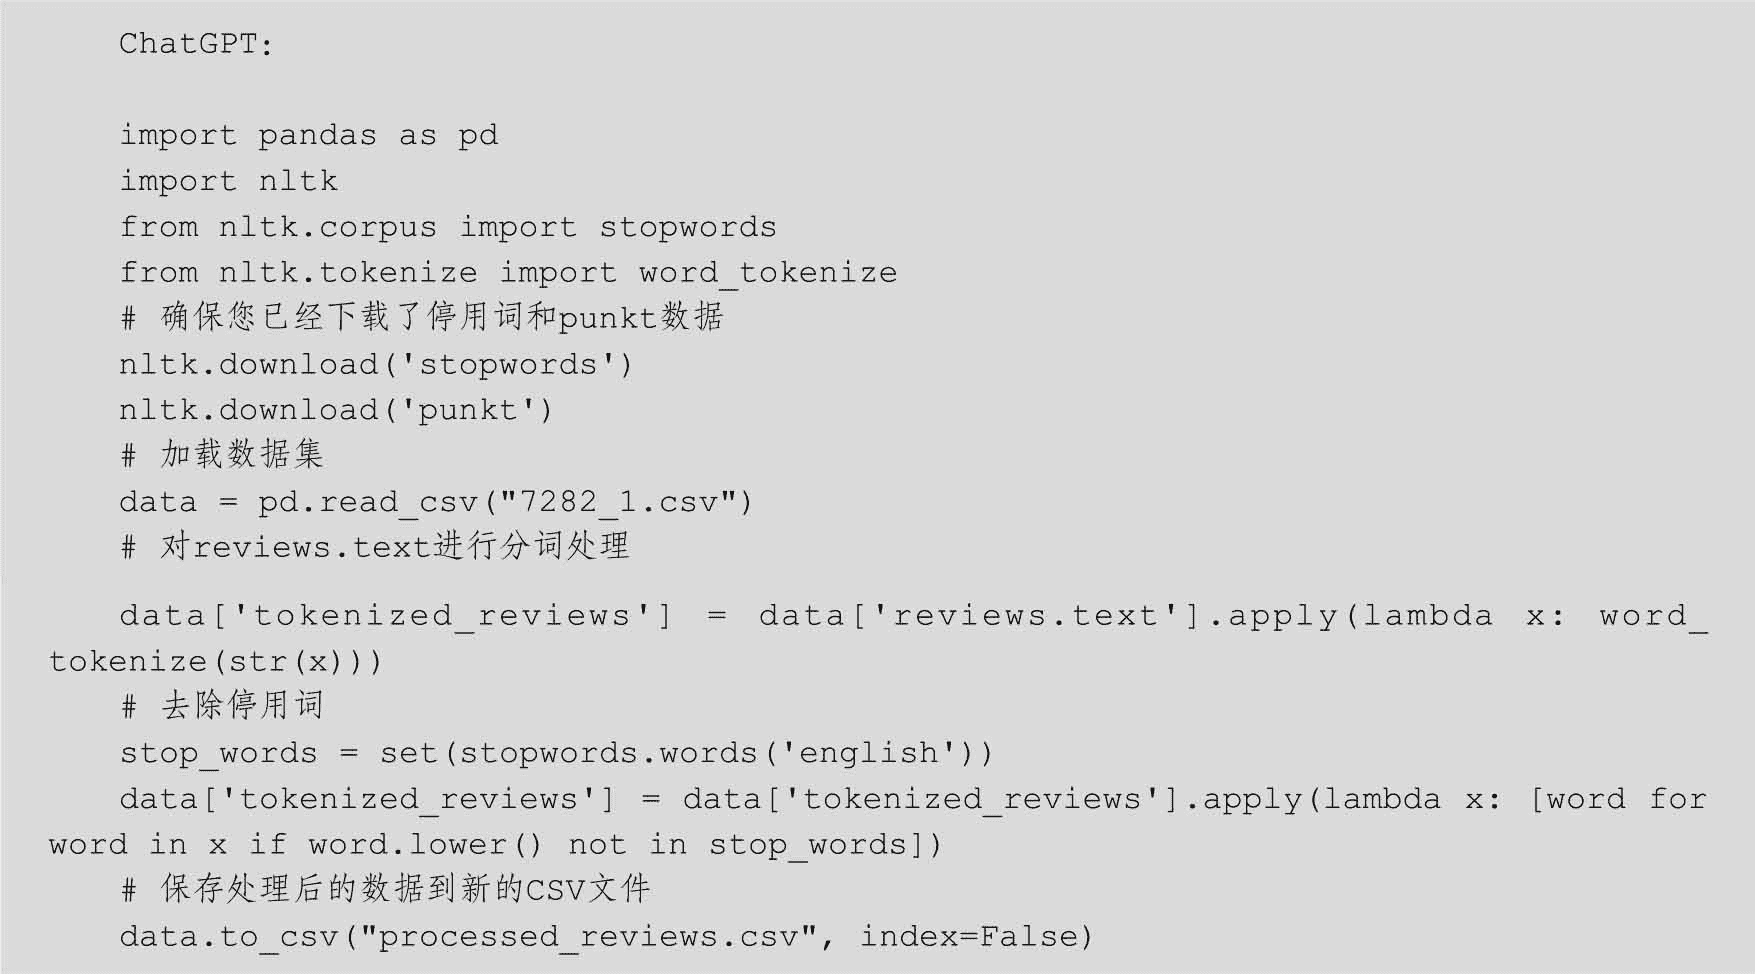 ChatGPT:
import pandas as pd
import nltk
from nltk.corpus import stopwords
from nltk.tokenize import word_tokenize
# 确保您已经下载了停用词和punkt数据
nltk.download('stopwords')
nltk.download('punkt')
# 加载数据集
data = pd.read_csv("7282_1.csv")
# 对reviews.text进行分词处理
data['tokenized_reviews'] = data['reviews.text'].apply(lambda x: word_
tokenize(str(x)))
# 去除停用词
stop_words = set(stopwords.words('english'))
data['tokenized_reviews'] = data['tokenized_reviews'].apply(lambda x: [word for
word in x if word.lower() not in stop_words])
# 保存处理后的数据到新的CSV文件
data.to_csv("processed_reviews.csv", index=False)